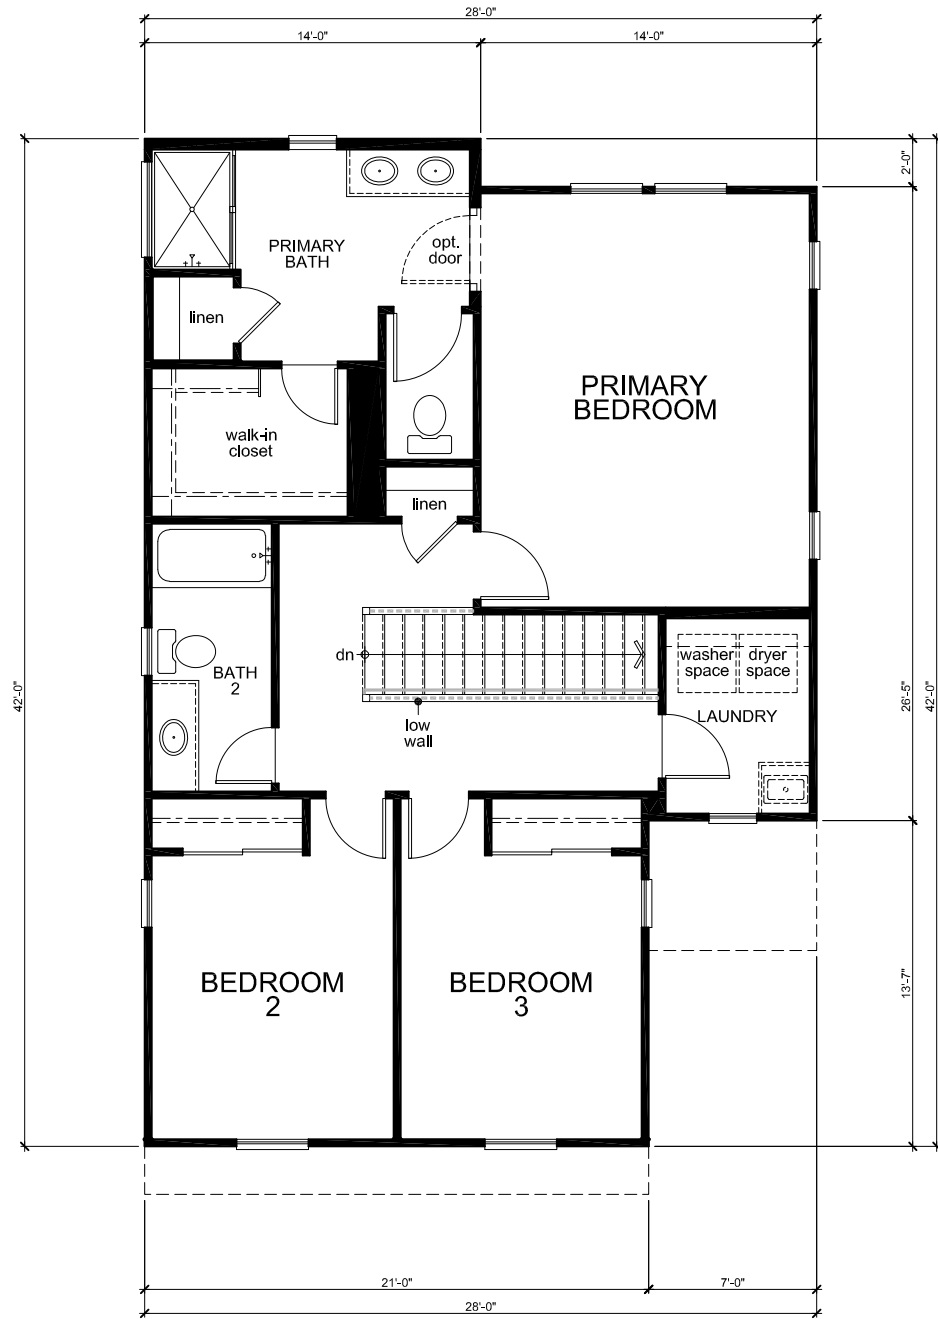 28'-0"
14'-0"
14'-0"
2'-0"
PRIMARY
BATH
opt.
door
linen
PRIMARY
BEDROOM
walk-in
closet
linen
dn
BATH
2
low
wall
washer
space
dryer
space
LAUNDRY
42'-0"
26'-5"
42'-0"
BEDROOM
2
BEDROOM
3
13'-7"
21'-0"
7'-0"
28'-0"